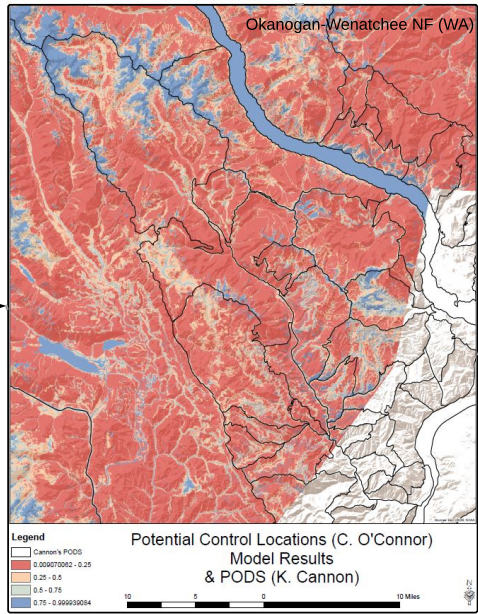 Okanogan-Wenatchee NF (WA)
Legend
Cannon's PODS
0.009070062 - 0.25
0.25 - 0.5
0.5 - 0.75
0.75 - 0.999939084
Potential Control Locations (C. O'Connor)
Model Results
& PODS (K. Cannon)
10 5 0 10 Miles